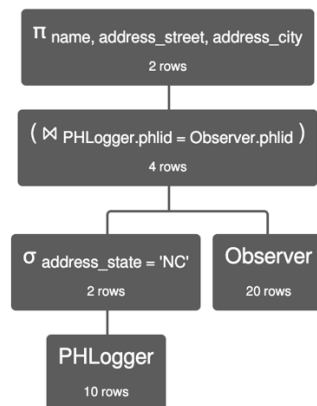 π name, address_street, address_city
2 rows
( ⋈ PHLogger.phlid = Observer.phlid )
4 rows
σ address_state = 'NC'
2 rows
Observer
20 rows
PHLogger
10 rows